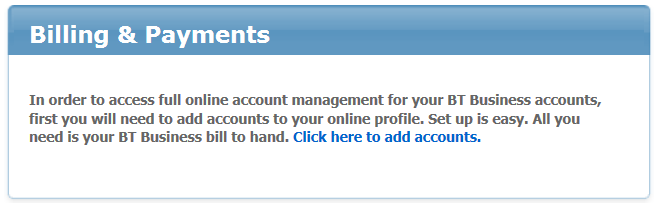 Billing & Payments
In order to access full online account management for your BT Business accounts,
first you will need to add accounts to your online profile. Set up is easy. All you
need is your BT Business bill to hand. Click here to add accounts.